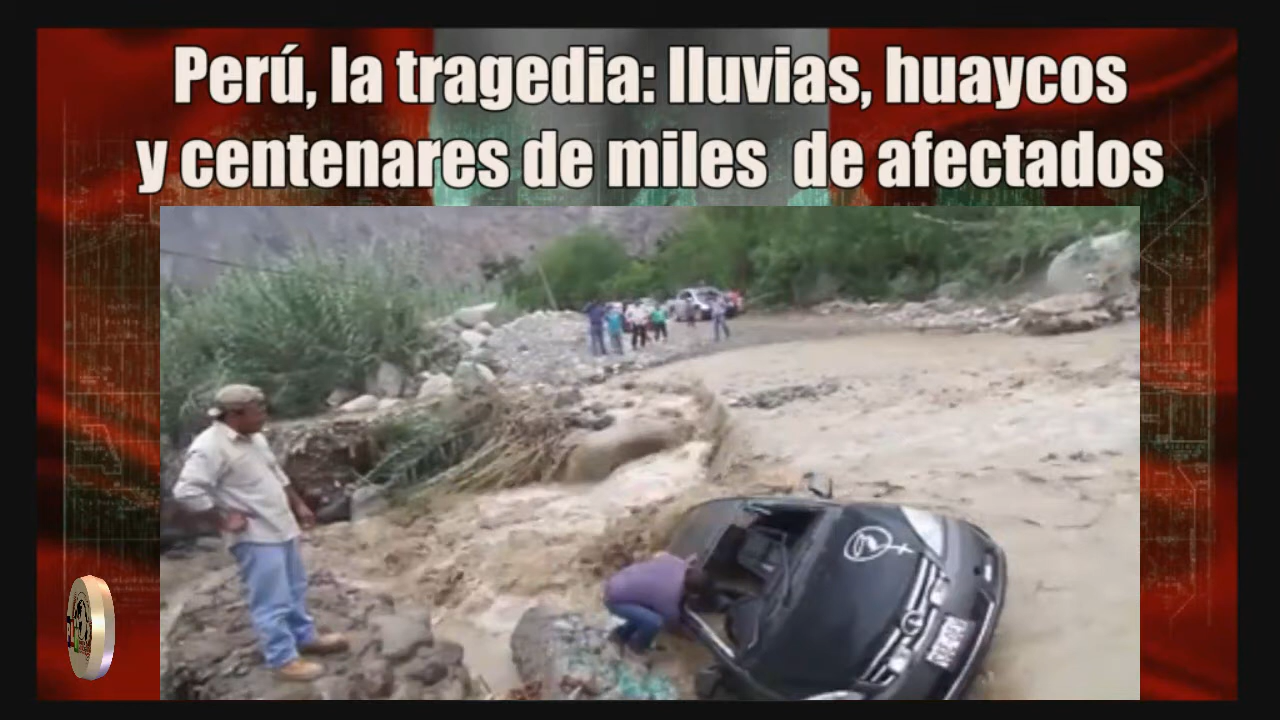 Perú, la tragedia: lluvias, huaycos
y centenares de miles de afectados